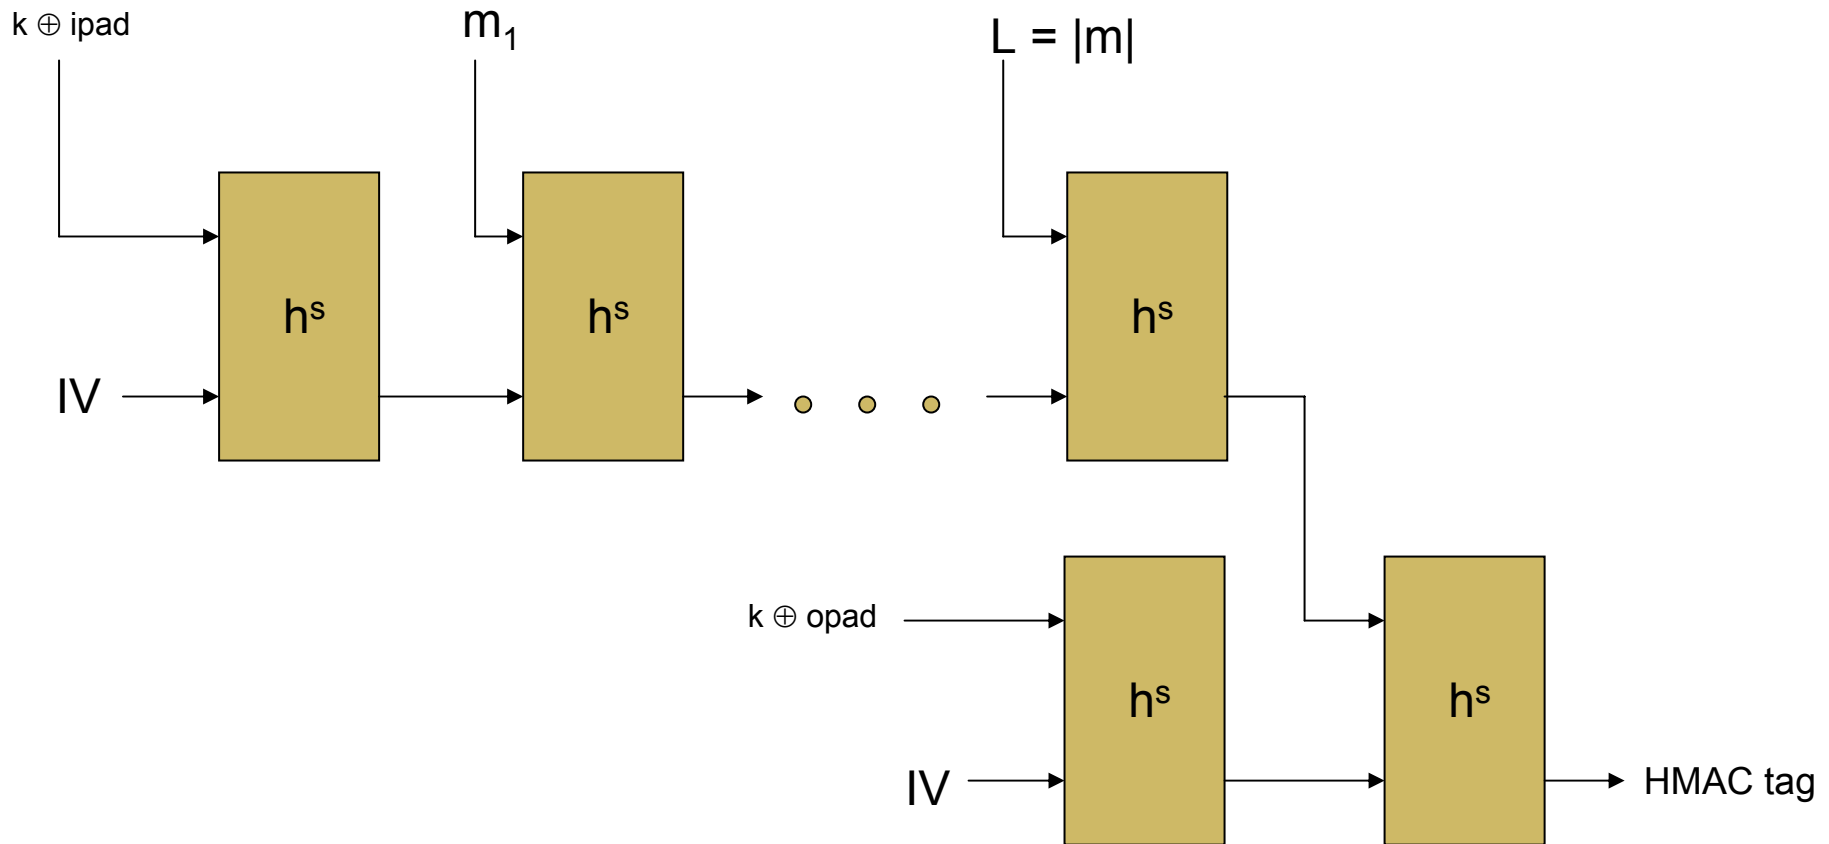 k ⊕ ipad
m₁
L = |m|
hˢ
hˢ
hˢ
IV
k ⊕ opad
hˢ
hˢ
IV
HMAC tag